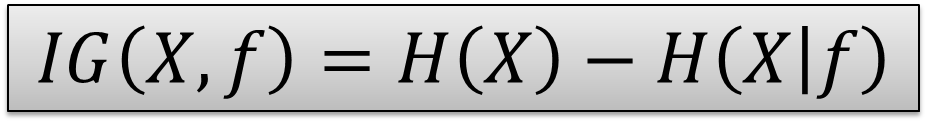 IG(X, f) = H(X) − H(X|f)